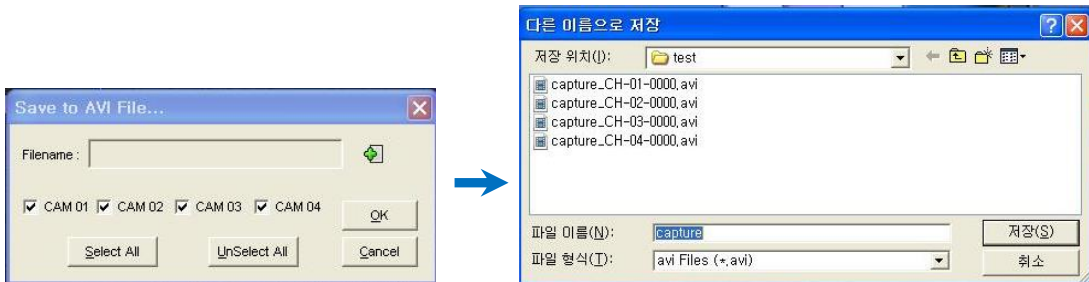 Save to AVI File...
Filename :
CAM 01 CAM 02 CAM 03 CAM 04
OK
Select All UnSelect All Cancel
다른 이름으로 저장
저장 위치(I): test
capture_CH-01-0000.avi
capture_CH-02-0000.avi
capture_CH-03-0000.avi
capture_CH-04-0000.avi
파일 이름(N): capture 저장(S)
파일 형식(T): avi Files (*.avi) 취소